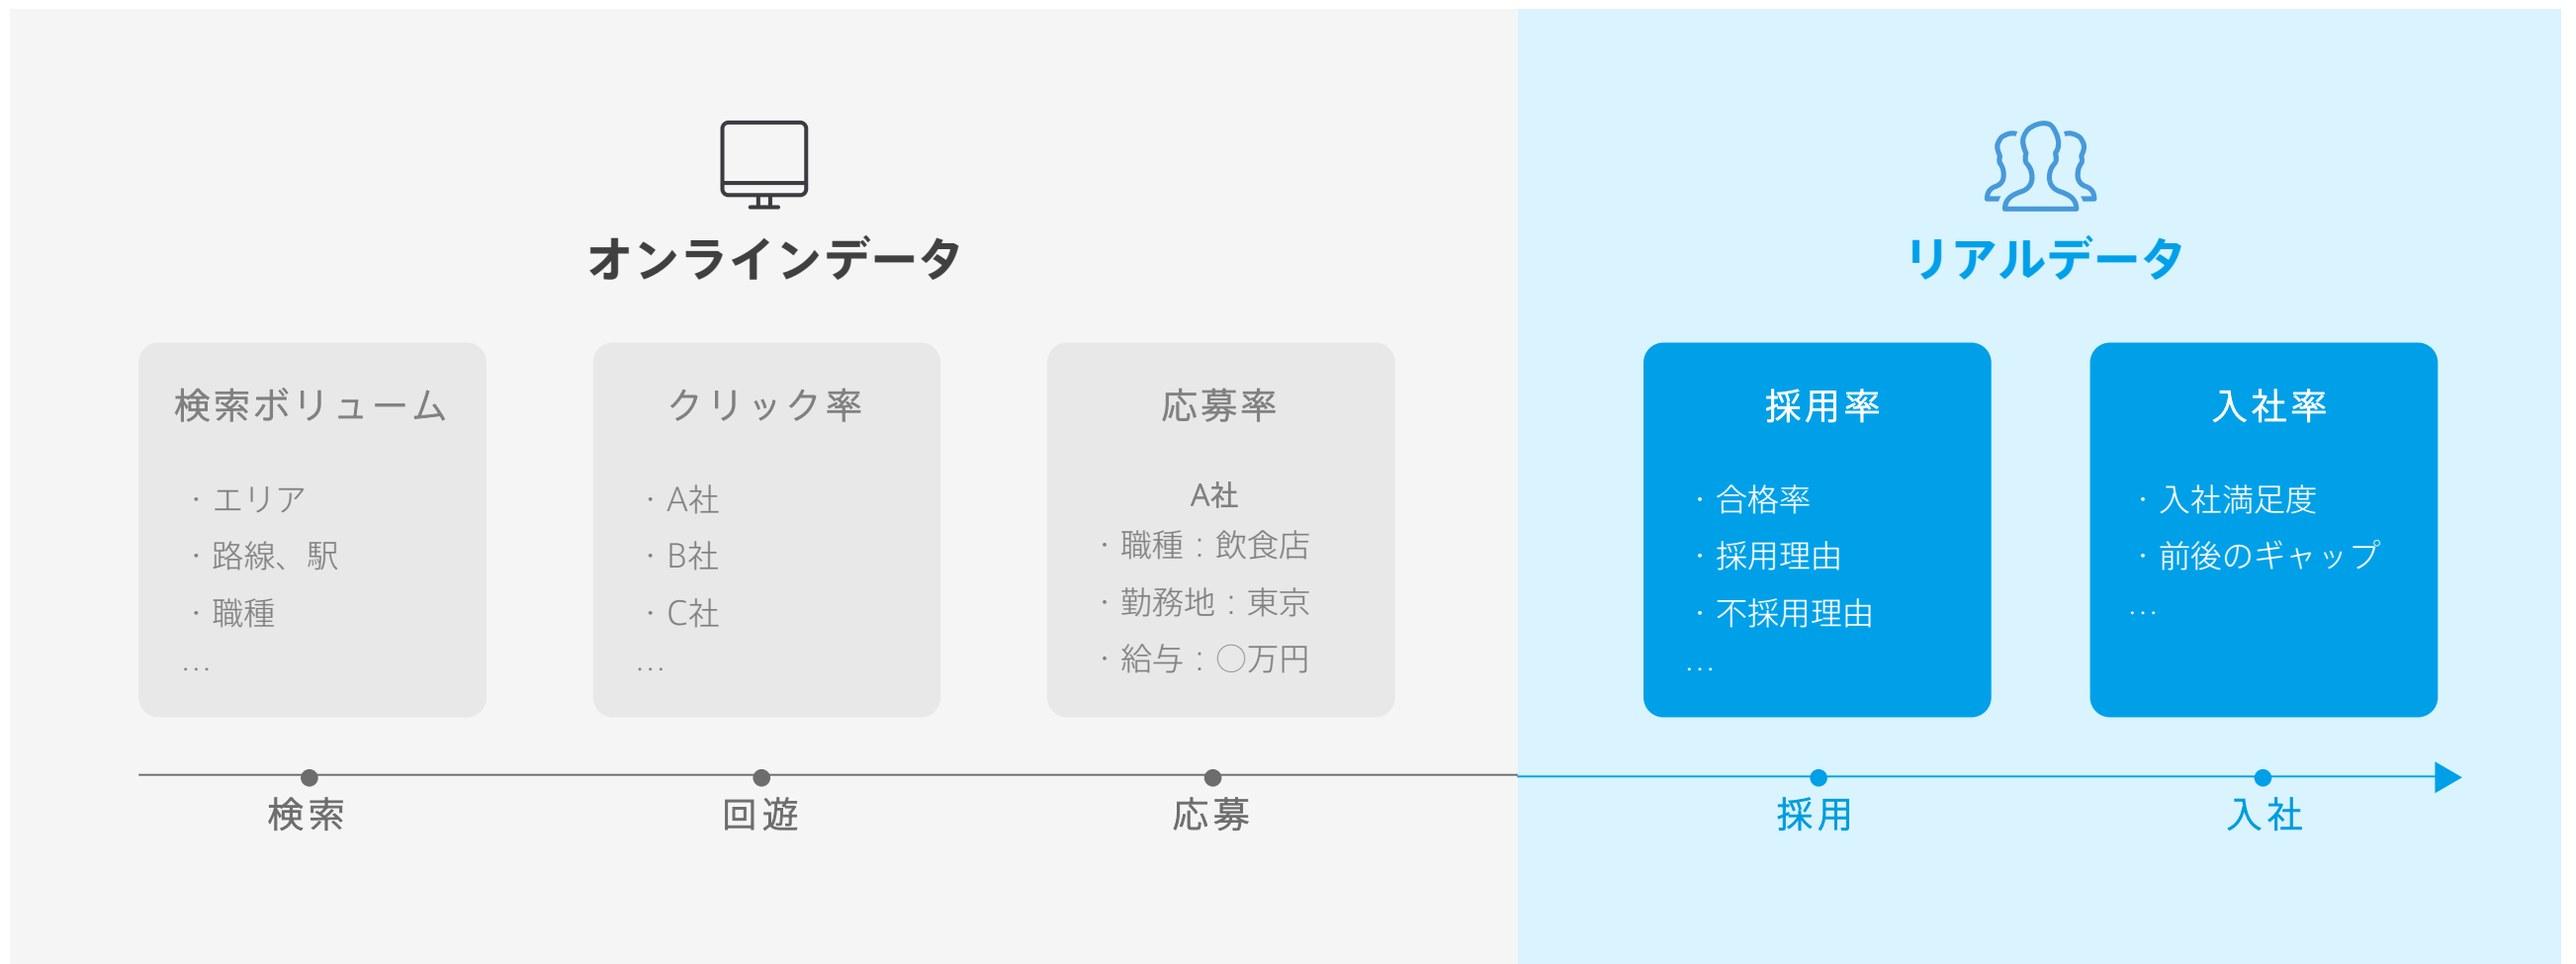 オンラインデータ
リアルデータ
検索ボリューム
・エリア
・路線、駅
・職種
…
クリック率
・A社
・B社
・C社
…
応募率
A社
・職種：飲食店
・勤務地：東京
・給与：〇万円
採用率
・合格率
・採用理由
・不採用理由
…
入社率
・入社満足度
・前後のギャップ
…
検索
回遊
応募
採用
入社